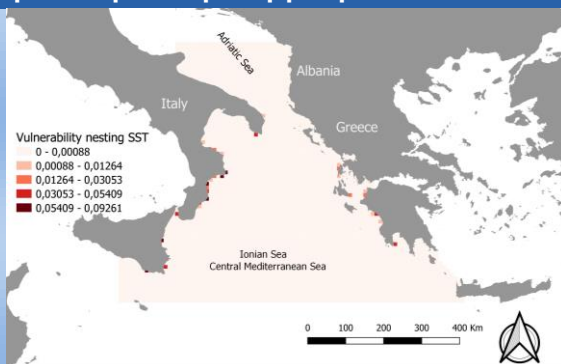 Adriatic Sea
Albania
Italy
Greece
Vulnerability nesting SST
0 - 0,00088
0,00088 - 0,01264
0,01264 - 0,03053
0,03053 - 0,05409
0,05409 - 0,09261
Ionian Sea
Central Mediterranean Sea
0 100 200 300 400 Km